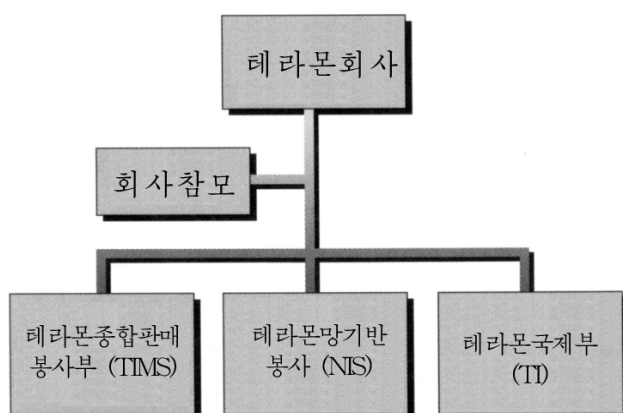 테라몬회사
회사참모
테라몬종합판매
봉사부 (TIMS)
테라몬망기반
봉사 (NIS)
테라몬국제부
(TI)